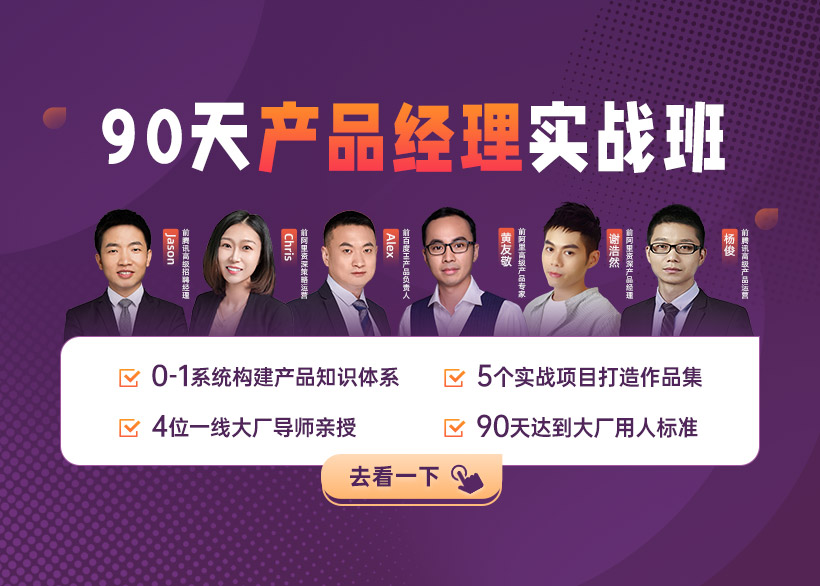 90天产品经理实战班
Jason
前腾讯高级招聘经理
Chris
前阿里资深策略运营
Alex
前百度主产品负责人
黄友敬
前阿里高级产品专家
谢浩然
前阿里资深产品经理
杨俊
前腾讯高级产品运营
0-1系统构建产品知识体系
5个实战项目打造作品集
4位一线大厂导师亲授
90天达到大厂用人标准
去看一下